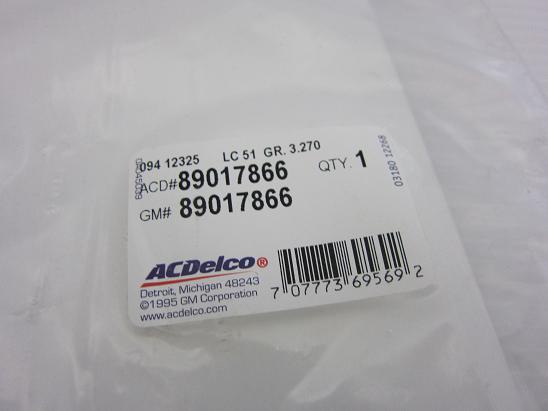 094 12325 LC 51 GR. 3.270
ACD#89017866 QTY. 1
GM# 89017866
03180 12268
ACDelco®
Detroit, Michigan 48243
©1995 GM Corporation
www.acdelco.com
7 07773 69569 2